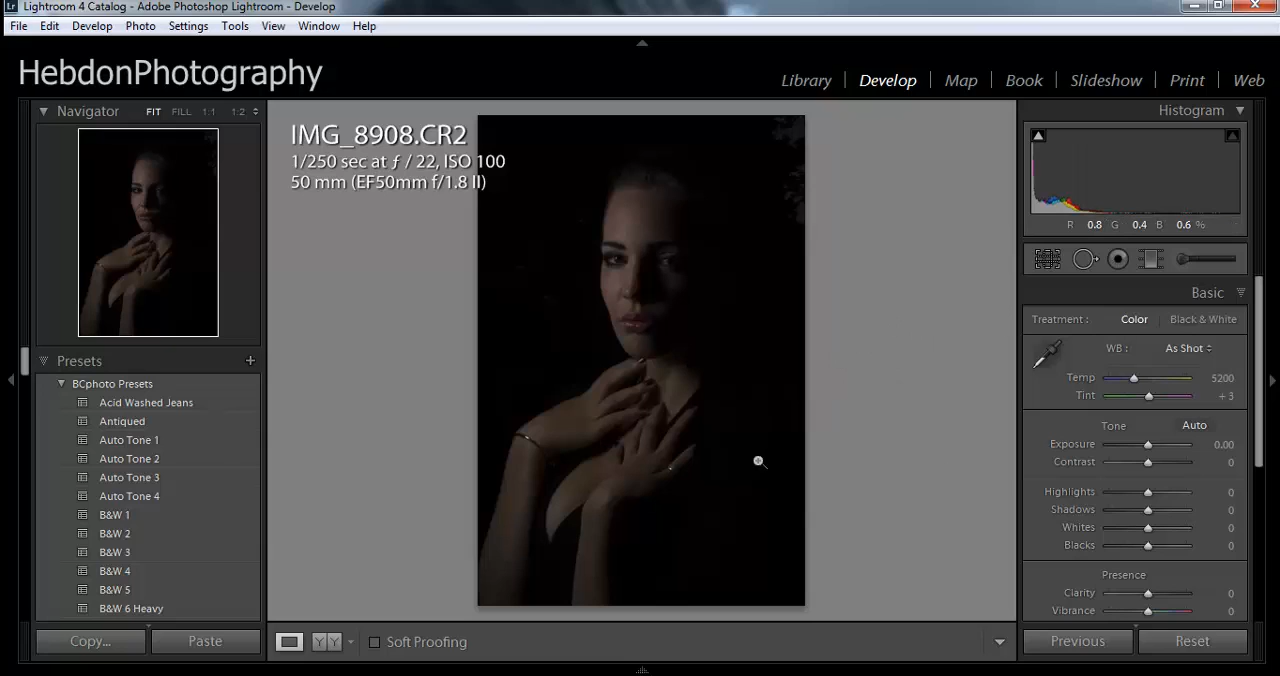 Lightroom 4 Catalog - Adobe Photoshop Lightroom - Develop
File Edit Develop Photo Settings Tools View Window Help
HebdonPhotography
Library Develop Map Book Slideshow Print Web
Navigator FIT FILL 1:1 1:2
Presets
BCphoto Presets
Acid Washed Jeans
Antiqued
Auto Tone 1
Auto Tone 2
Auto Tone 3
Auto Tone 4
B&W 1
B&W 2
B&W 3
B&W 4
B&W 5
B&W 6 Heavy
Copy... Paste
IMG_8908.CR2
1/250 sec at ƒ / 22, ISO 100
50 mm (EF50mm f/1.8 II)
Soft Proofing
Histogram
R 0.8 G 0.4 B 0.6 %
Basic
Treatment : Color Black & White
WB : As Shot
Temp 5200
Tint + 3
Tone Auto
Exposure 0.00
Contrast 0
Highlights 0
Shadows 0
Whites 0
Blacks 0
Presence
Clarity 0
Vibrance 0
Previous Reset